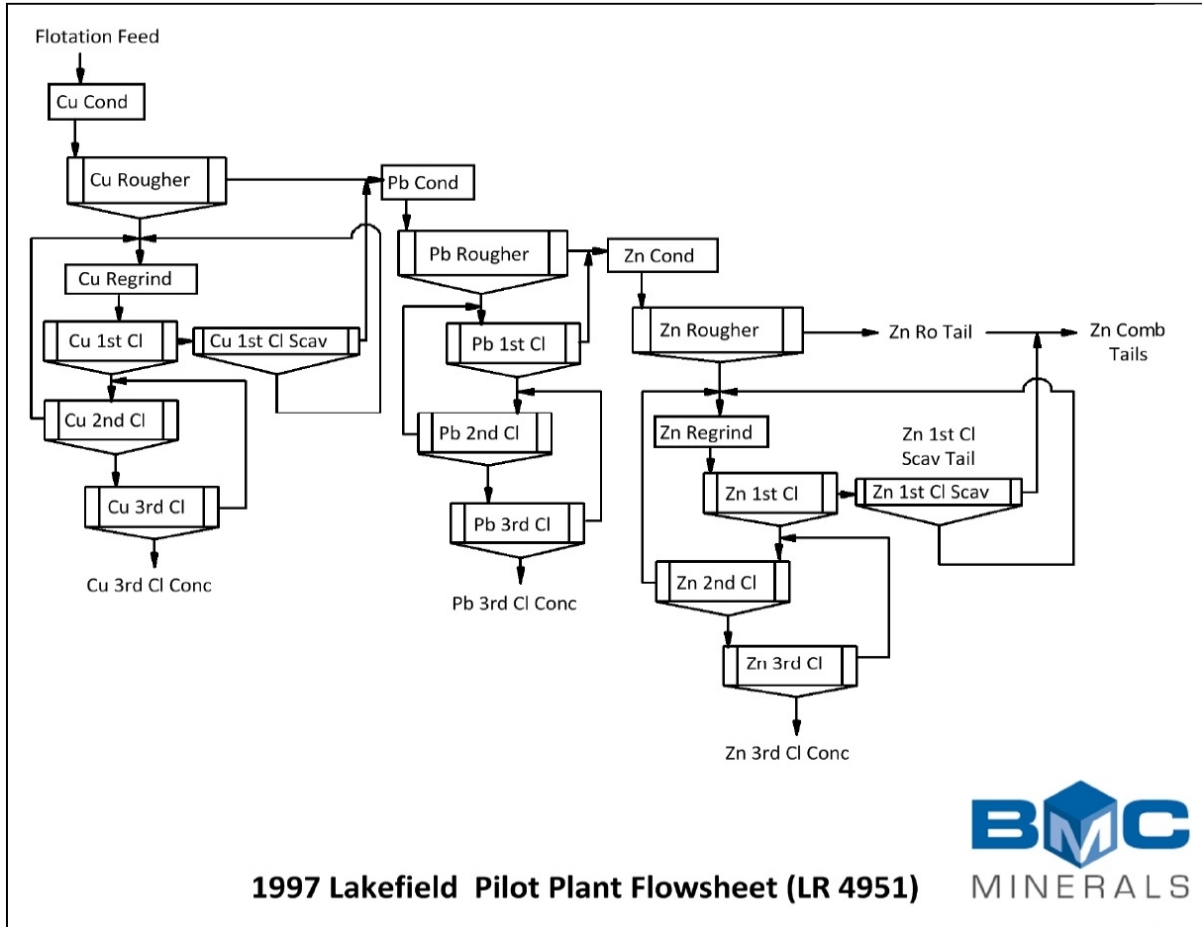 Flotation Feed
Cu Cond
Cu Rougher
Pb Cond
Cu Regrind
Pb Rougher
Zn Cond
Cu 1st Cl
Cu 1st Cl Scav
Pb 1st Cl
Zn Rougher
Zn Ro Tail
Zn Comb
Tails
Cu 2nd Cl
Pb 2nd Cl
Zn Regrind
Zn 1st Cl
Scav Tail
Cu 3rd Cl
Pb 3rd Cl
Zn 1st Cl
Zn 1st Cl Scav
Cu 3rd Cl Conc
Pb 3rd Cl Conc
Zn 2nd Cl
Zn 3rd Cl
Zn 3rd Cl Conc
BMC
MINERALS
1997 Lakefield Pilot Plant Flowsheet (LR 4951)